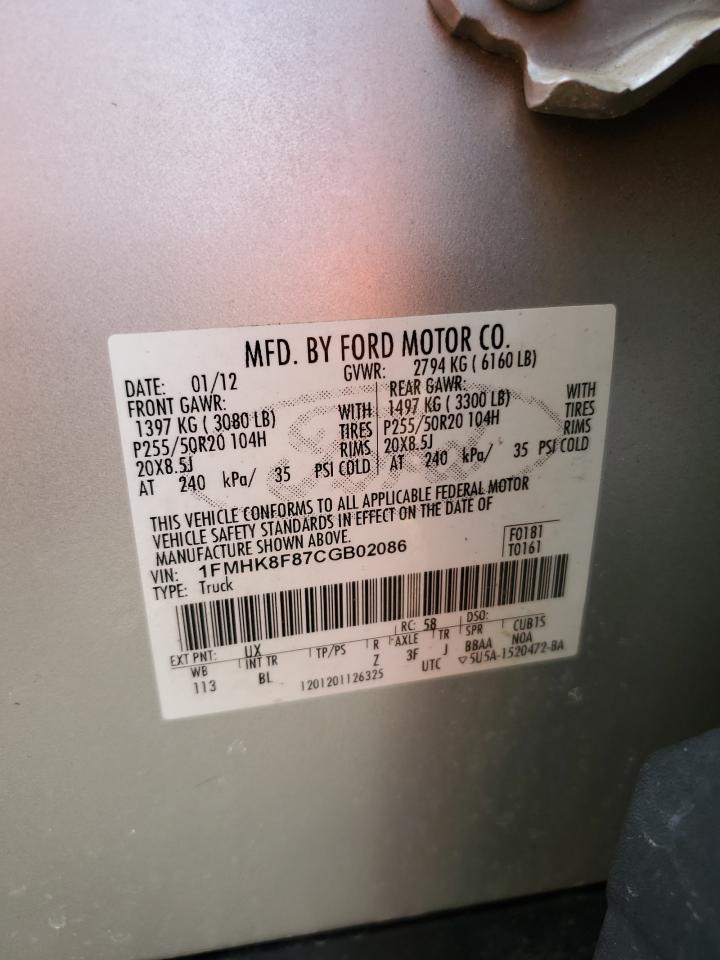 MFD. BY FORD MOTOR CO.
DATE: 01/12 GVWR: 2794 KG ( 6160 LB)
FRONT GAWR: REAR GAWR:
1397 KG ( 3080 LB) WITH 1497 KG ( 3300 LB) WITH
P255/50R20 104H TIRES P255/50R20 104H TIRES
20X8.5J RIMS 20X8.5J RIMS
AT 240 kPa/ 35 PSI COLD AT 240 kPa/ 35 PSI COLD
THIS VEHICLE CONFORMS TO ALL APPLICABLE FEDERAL MOTOR
VEHICLE SAFETY STANDARDS IN EFFECT ON THE DATE OF
MANUFACTURE SHOWN ABOVE.
VIN: 1FMHK8F87CGB02086 F0181
TYPE: Truck T0161
EXT PNT: UX RC: 58 DSO:
WB INT TR TP/PS R AXLE TR SPR CUB15
113 BL Z 3F J BBAA NOA
1201201126325 UTC ▽5U5A-1520472-BA
Ford